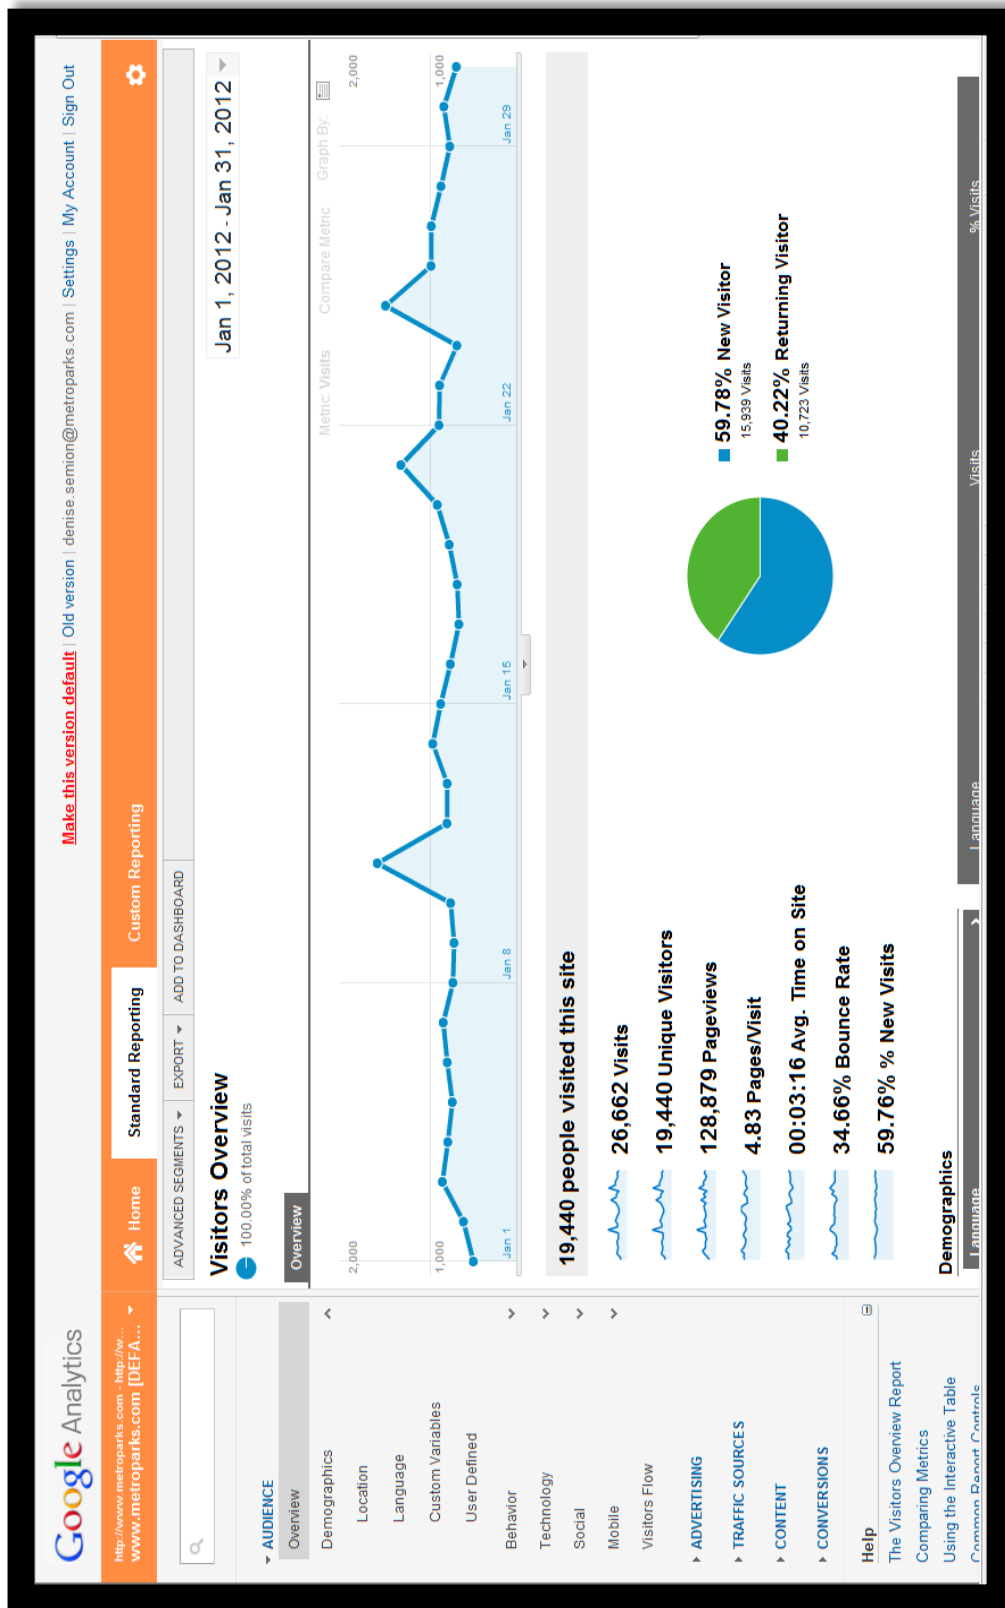 Google Analytics
Make this version default | Old version | denise.semion@metroparks.com | Settings | My Account | Sign Out
http://www.metroparks.com - http://w...
www.metroparks.com [DEFA...
Home
Standard Reporting
Custom Reporting
ADVANCED SEGMENTS
EXPORT
ADD TO DASHBOARD
AUDIENCE
Overview
Demographics
Location
Language
Custom Variables
User Defined
Behavior
Technology
Social
Mobile
Visitors Flow
ADVERTISING
TRAFFIC SOURCES
CONTENT
CONVERSIONS
Help
The Visitors Overview Report
Comparing Metrics
Using the Interactive Table
Common Report Controls
Visitors Overview
Jan 1, 2012 - Jan 31, 2012
100.00% of total visits
Overview
Metric: Visits
Compare Metric
Graph By:
2,000
2,000
1,000
1,000
Jan 1
Jan 8
Jan 15
Jan 22
Jan 29
19,440 people visited this site
26,662 Visits
19,440 Unique Visitors
128,879 Pageviews
4.83 Pages/Visit
00:03:16 Avg. Time on Site
34.66% Bounce Rate
59.76% % New Visits
59.78% New Visitor
15,939 Visits
40.22% Returning Visitor
10,723 Visits
Demographics
Language
Language
Visits
% Visits